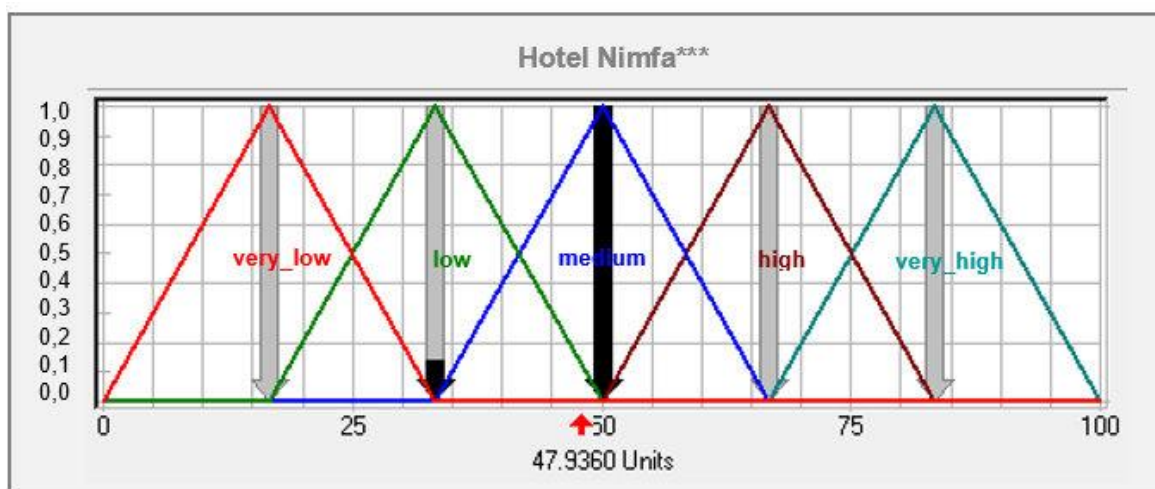 Hotel Nimfa***
1,0
0,9
0,8
0,7
0,6
0,5
0,4
0,3
0,2
0,1
0,0
very_low low medium high very_high
0 25 50 75 100
47.9360 Units